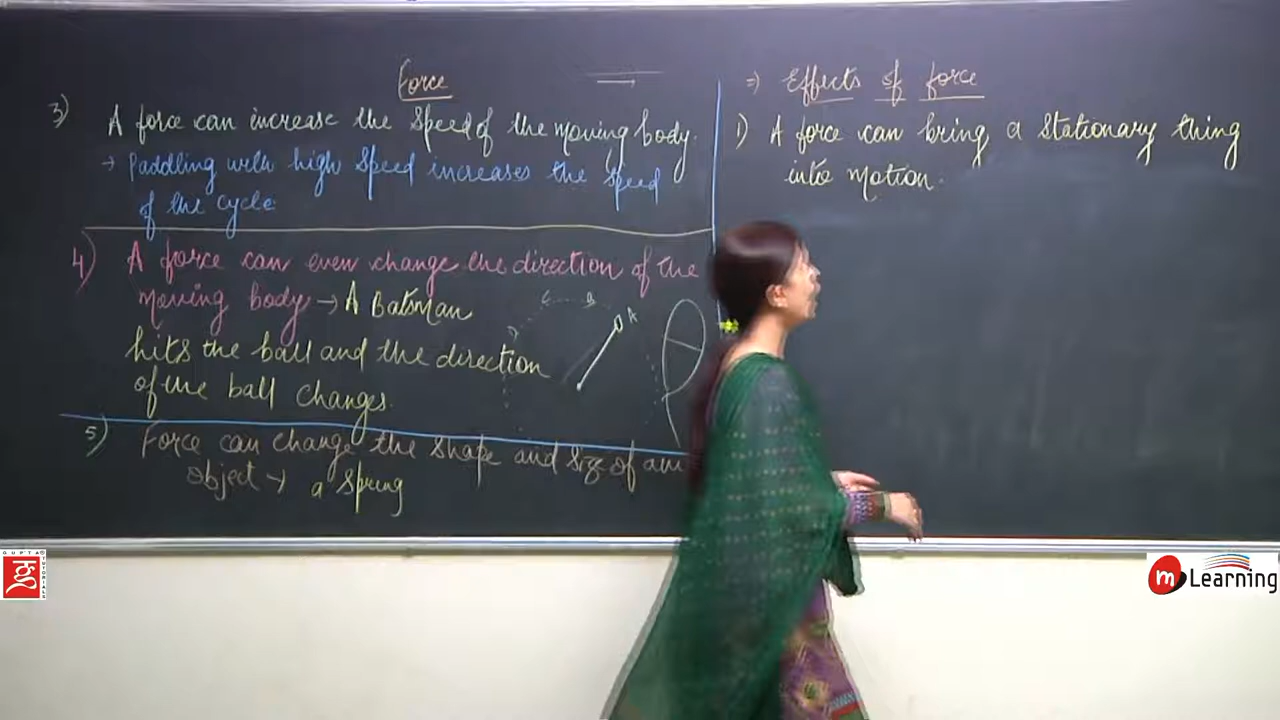 Force
3) A force can increase the speed of the moving body.
→ Paddling with high speed increases the speed
of the cycle
4) A force can even change the direction of the
moving body → A Batsman
hits the ball and the direction
of the ball changes.
A
B
C
D
5) Force can change the shape and size of an
object → a spring
⇒ Effects of force
1) A force can bring a stationary thing
into motion.
GUPTA
TUTORIALS
m Learning